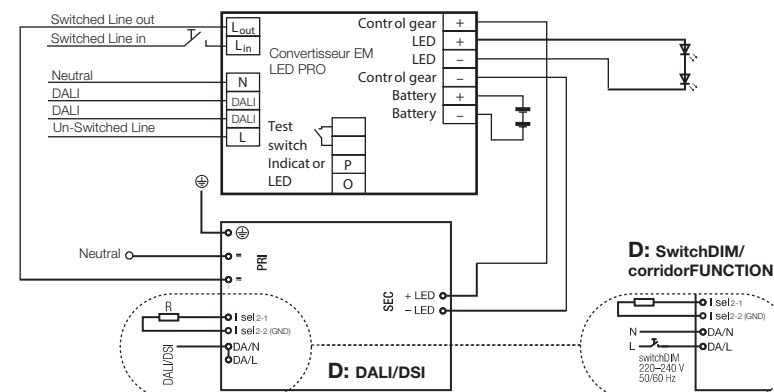 Switched Line out
Switched Line in
Neutral
DALI
DALI
Un-Switched Line
Lout
Lin
N
DALI
DALI
L
Convertisseur EM
LED PRO
Test
switch
Indicat or
LED
P
O
Control gear +
LED +
LED –
Control gear –
Battery +
Battery –
Neutral
=
PRI
=
SEC
+ LED
– LED
R
I sel 2-1
I sel 2-2 (GND)
DA/N
DA/L
DALI/DSI
D: DALI/DSI
D: SwitchDIM/
corridorFUNCTION
I sel 2-1
I sel 2-2 (GND)
N
DA/N
L
DA/L
switchDIM
220–240 V
50/60 Hz